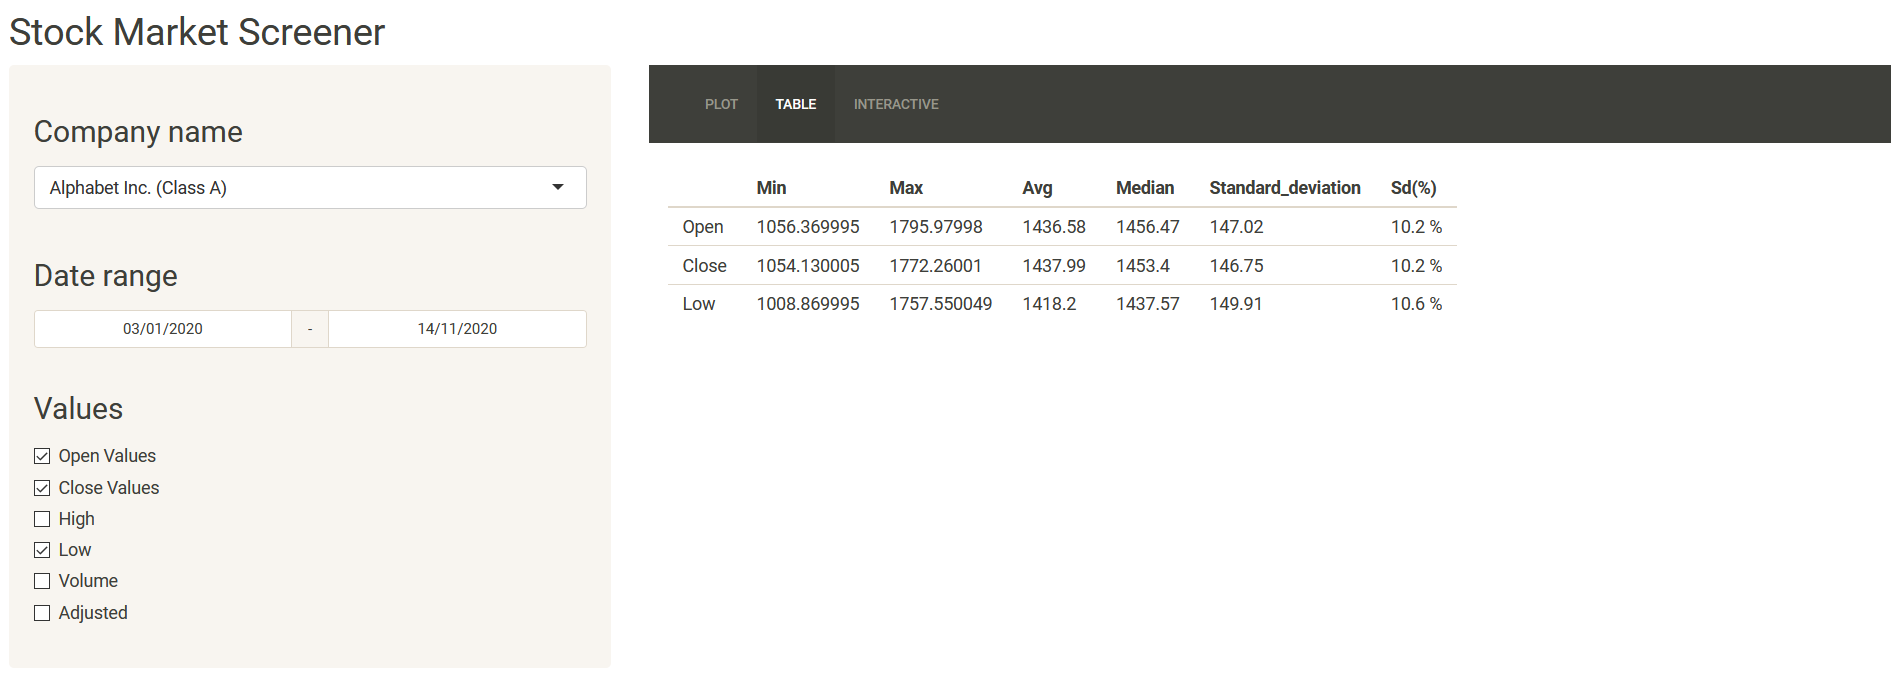 Stock Market Screener
Company name
Alphabet Inc. (Class A)
Date range
03/01/2020 - 14/11/2020
Values
Open Values
Close Values
High
Low
Volume
Adjusted
PLOT TABLE INTERACTIVE
Min Max Avg Median Standard_deviation Sd(%)
Open 1056.369995 1795.97998 1436.58 1456.47 147.02 10.2 %
Close 1054.130005 1772.26001 1437.99 1453.4 146.75 10.2 %
Low 1008.869995 1757.550049 1418.2 1437.57 149.91 10.6 %